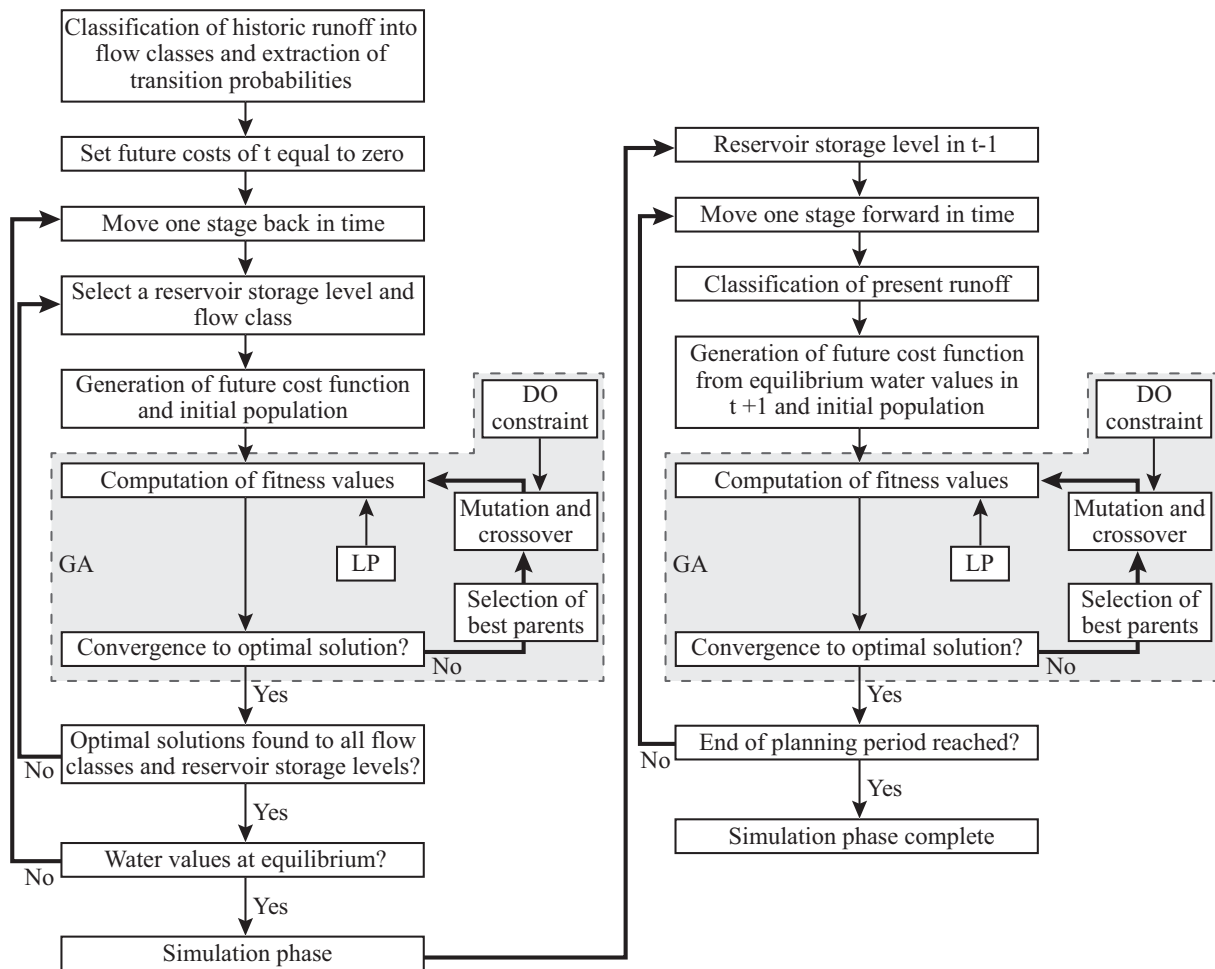 Classification of historic runoff into
flow classes and extraction of
transition probabilities
Set future costs of t equal to zero
Move one stage back in time
Select a reservoir storage level and
flow class
Generation of future cost function
and initial population
DO
constraint
Computation of fitness values
Mutation and
crossover
LP
GA
Selection of
best parents
Convergence to optimal solution?
No
Yes
Optimal solutions found to all flow
classes and reservoir storage levels?
No
Yes
Water values at equilibrium?
No
Yes
Simulation phase
Reservoir storage level in t-1
Move one stage forward in time
Classification of present runoff
Generation of future cost function
from equilibrium water values in
t +1 and initial population
DO
constraint
Computation of fitness values
Mutation and
crossover
LP
GA
Selection of
best parents
Convergence to optimal solution?
No
Yes
End of planning period reached?
No
Yes
Simulation phase complete